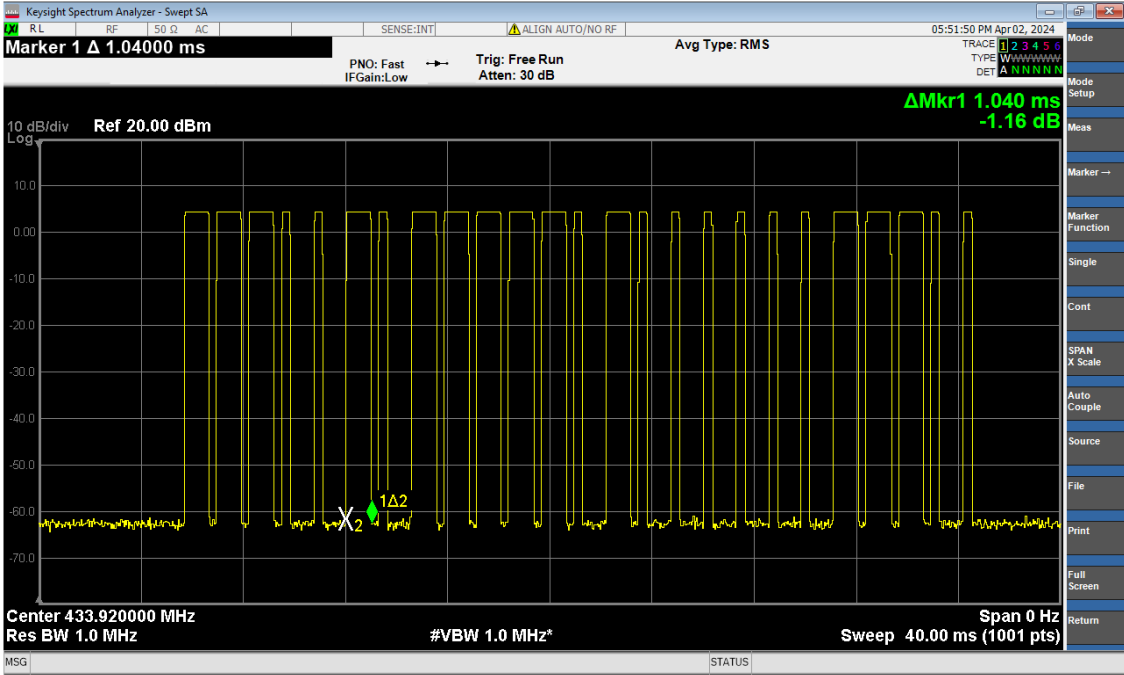 Keysight Spectrum Analyzer - Swept SA
LXI RL RF 50 Ω AC SENSE:INT ALIGN AUTO/NO RF 05:51:50 PM Apr 02, 2024
Marker 1 Δ 1.04000 ms
PNO: Fast
IFGain:Low
Trig: Free Run
Atten: 30 dB
Avg Type: RMS
TRACE 1 2 3 4 5 6
TYPE W W W W W W
DET A N N N N N
ΔMkr1 1.040 ms
-1.16 dB
10 dB/div Ref 20.00 dBm
Log
10.0
0.00
-10.0
-20.0
-30.0
-40.0
-50.0
-60.0
-70.0
1Δ2
2
Center 433.920000 MHz Span 0 Hz
Res BW 1.0 MHz #VBW 1.0 MHz* Sweep 40.00 ms (1001 pts)
MSG STATUS
Mode
Mode
Setup
Meas
Marker →
Marker
Function
Single
Cont
SPAN
X Scale
Auto
Couple
Source
File
Print
Full
Screen
Return